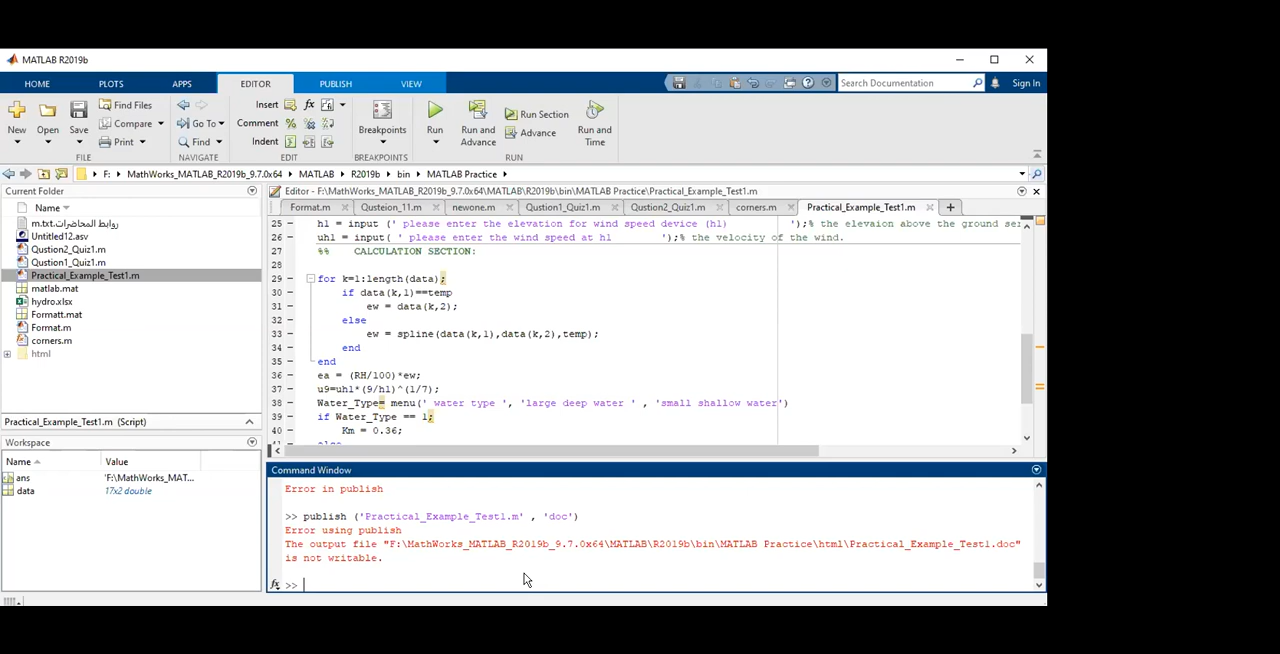 MATLAB R2019b
HOME PLOTS APPS EDITOR PUBLISH VIEW Search Documentation Sign In
New Open Save Find Files Compare Print
Insert fx
Comment
Indent
Go To
Find
Breakpoints Run Run and Advance Run Section Advance Run and Time
FILE NAVIGATE EDIT BREAKPOINTS RUN
F: MathWorks_MATLAB_R2019b_9.7.0x64 MATLAB R2019b bin MATLAB Practice
Current Folder
Name
روابط المحاضرات.m.txt
Untitled12.asv
Qustion2_Quiz1.m
Qustion1_Quiz1.m
Practical_Example_Test1.m
matlab.mat
hydro.xlsx
Formatt.mat
Format.m
corners.m
html
Practical_Example_Test1.m (Script)
Workspace
Name Value
ans 'F:\MathWorks_MAT...
data 17x2 double
Editor - F:\MathWorks_MATLAB_R2019b_9.7.0x64\MATLAB\R2019b\bin\MATLAB Practice\Practical_Example_Test1.m
Format.m Qusteion_11.m newone.m Qustion1_Quiz1.m Qustion2_Quiz1.m corners.m Practical_Example_Test1.m
25 h1 = input (' please enter the elevation for wind speed device (h1) ');% the elevaion above the ground ser
26 uh1 = input( ' please enter the wind speed at h1 ');% the velocity of the wind.
27 %% CALCULATION SECTION:
28
29 for k=1:length(data);
30 if data(k,1)==temp
31 ew = data(k,2);
32 else
33 ew = spline(data(k,1),data(k,2),temp);
34 end
35 end
36 ea = (RH/100)*ew;
37 u9=uh1*(9/h1)^(1/7);
38 Water_Type= menu(' water type ', 'large deep water ' , 'small shallow water')
39 if Water_Type == 1;
40 Km = 0.36;
41 else
Command Window
Error in publish
>> publish ('Practical_Example_Test1.m' , 'doc')
Error using publish
The output file "F:\MathWorks_MATLAB_R2019b_9.7.0x64\MATLAB\R2019b\bin\MATLAB Practice\html\Practical_Example_Test1.doc"
is not writable.
fx >>